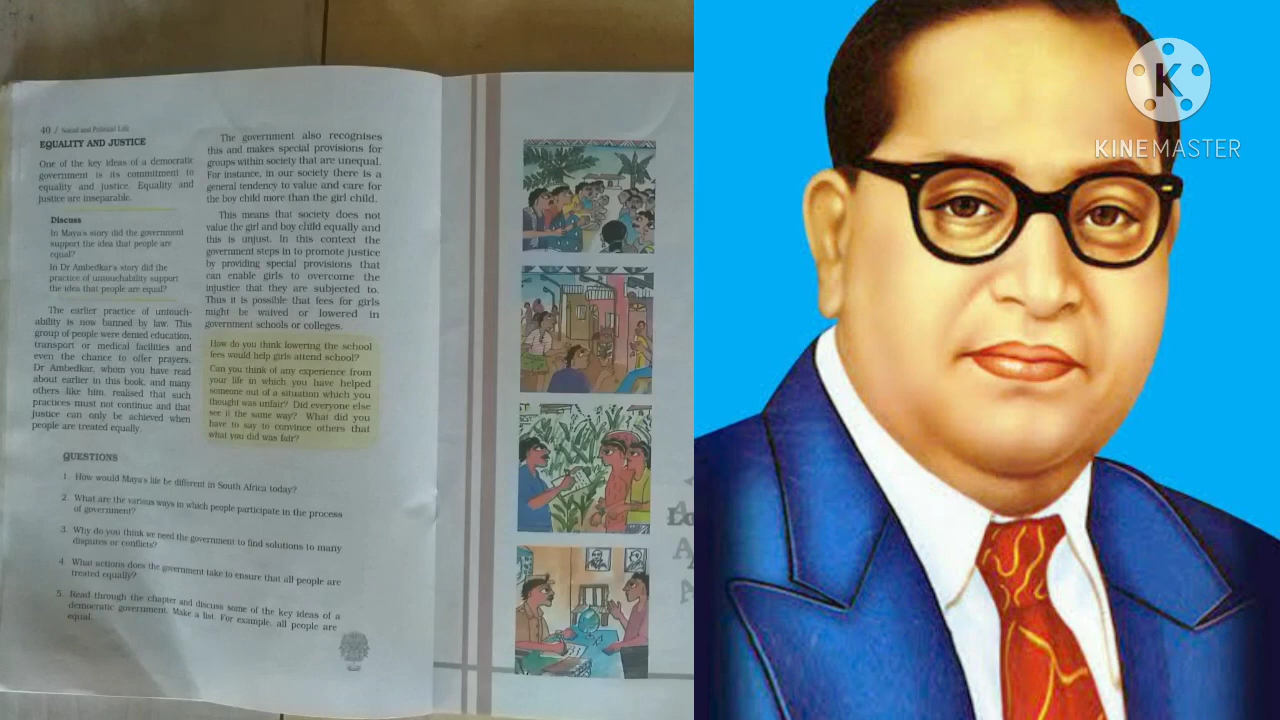 40 / Social and Political Life
EQUALITY AND JUSTICE
One of the key ideas of a democratic
government is its commitment to
equality and justice. Equality and
justice are inseparable.
Discuss
In Maya's story did the government
support the idea that people are
equal?
In Dr Ambedkar's story did the
practice of untouchability support
the idea that people are equal?
The earlier practice of untouch-
ability is now banned by law. This
group of people were denied education,
transport or medical facilities and
even the chance to offer prayers.
Dr Ambedkar, whom you have read
about earlier in this book, and many
others like him, realised that such
practices must not continue and that
justice can only be achieved when
people are treated equally.
The government also recognises
this and makes special provisions for
groups within society that are unequal.
For instance, in our society there is a
general tendency to value and care for
the boy child more than the girl child.
This means that society does not
value the girl and boy child equally and
this is unjust. In this context the
government steps in to promote justice
by providing special provisions that
can enable girls to overcome the
injustice that they are subjected to.
Thus it is possible that fees for girls
might be waived or lowered in
government schools or colleges.
How do you think lowering the school
fees would help girls attend school?
Can you think of any experience from
your life in which you have helped
someone out of a situation which you
thought was unfair? Did everyone else
see it the same way? What did you
have to say to convince others that
what you did was fair?
QUESTIONS
1. How would Maya's life be different in South Africa today?
2. What are the various ways in which people participate in the process
of government?
3. Why do you think we need the government to find solutions to many
disputes or conflicts?
4. What actions does the government take to ensure that all people are
treated equally?
5. Read through the chapter and discuss some of the key ideas of a
democratic government. Make a list. For example, all people are
equal.
K
KINEMASTER